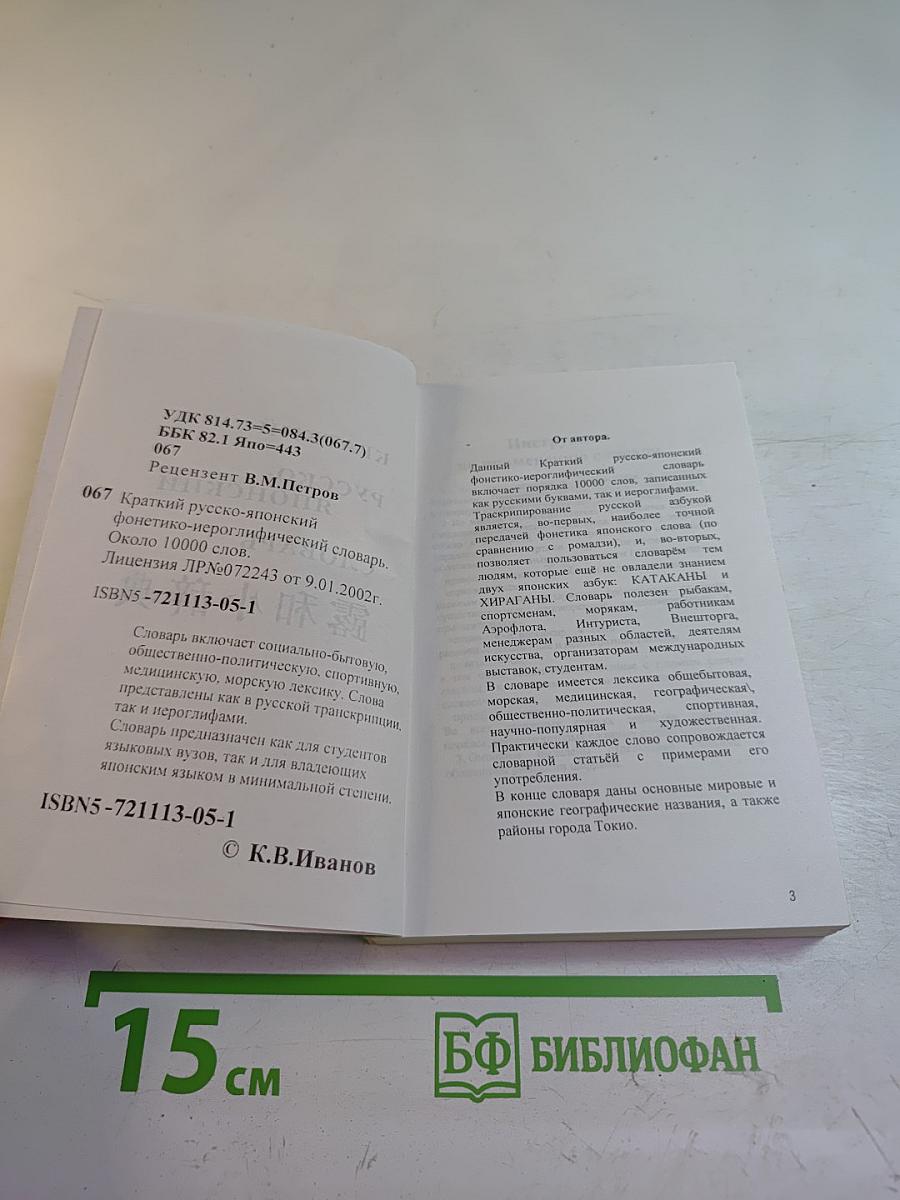 УДК 814.73=5=084.3(067.7)
ББК 82.1 Япо=443
067
Рецензент В.М.Петров
067 Краткий русско-японский
фонетико-иероглифический словарь.
Около 10000 слов.
Лицензия ЛР№072243 от 9.01.2002г.
ISBN5-721113-05-1
Словарь включает социально-бытовую,
общественно-политическую, спортивную,
медицинскую, морскую лексику. Слова
представлены как в русской транскрипции,
так и иероглифами.
Словарь предназначен как для студентов
языковых вузов, так и для владеющих
японским языком в минимальной степени.
ISBN5-721113-05-1
© К.В.Иванов
От автора.
Данный Краткий русско-японский
фонетико-иероглифический словарь
включает порядка 10000 слов, записанных
как русскими буквами, так и иероглифами.
Траскрипирование русской азбукой
является, во-первых, наиболее точной
передачей фонетика японского слова (по
сравнению с ромадзи), и, во-вторых,
позволяет пользоваться словарём тем
людям, которые ещё не овладели знанием
двух японских азбук: КАТАКАНЫ и
ХИРАГАНЫ. Словарь полезен рыбакам,
спортсменам, морякам, работникам
Аэрофлота, Интуриста, Внешторга,
менеджерам разных областей, деятелям
искусства, организаторам международных
выставок, студентам.
В словаре имеется лексика общебытовая,
морская, медицинская, географическая\,
общественно-политическая, спортивная,
научно-популярная и художественная.
Практически каждое слово сопровождается
словарной статьёй с примерами его
употребления.
В конце словаря даны основные мировые и
японские географические названия, а также
районы города Токио.
3
15 см
БФ БИБЛИОФАН